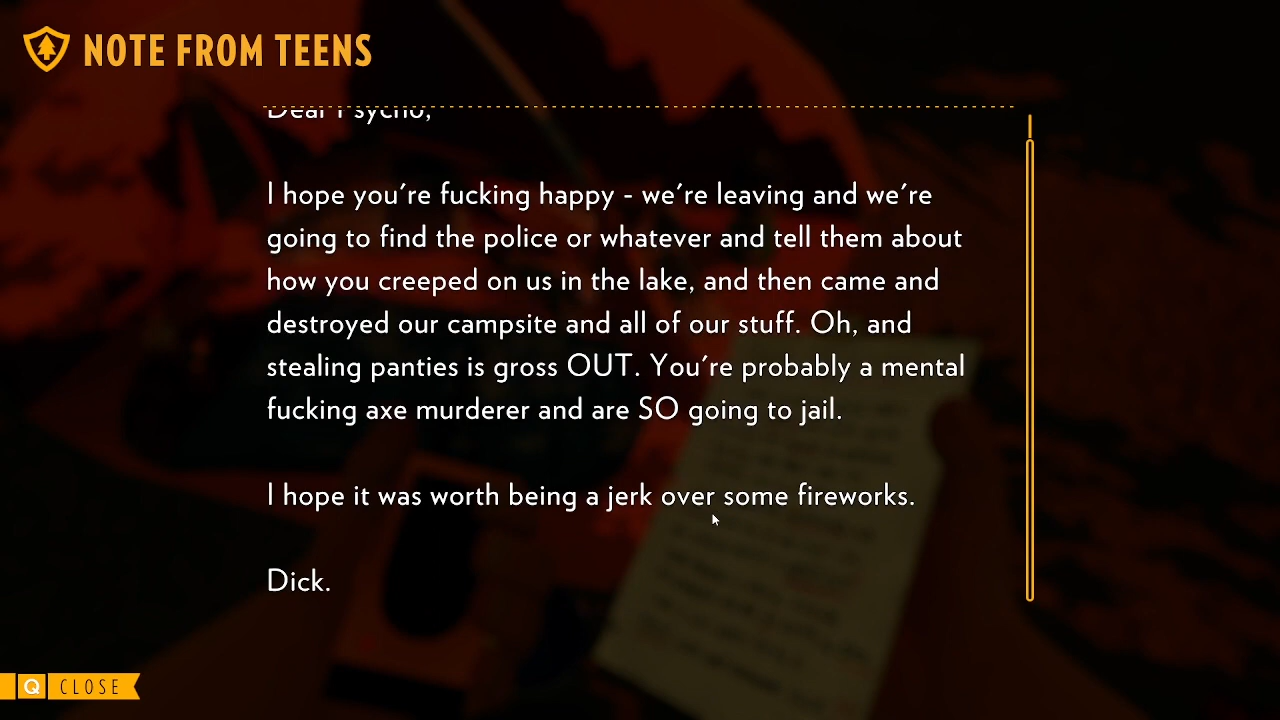 NOTE FROM TEENS
Dear Psycho,
I hope you're fucking happy - we're leaving and we're
going to find the police or whatever and tell them about
how you creeped on us in the lake, and then came and
destroyed our campsite and all of our stuff. Oh, and
stealing panties is gross OUT. You're probably a mental
fucking axe murderer and are SO going to jail.
I hope it was worth being a jerk over some fireworks.
Dick.
Q CLOSE